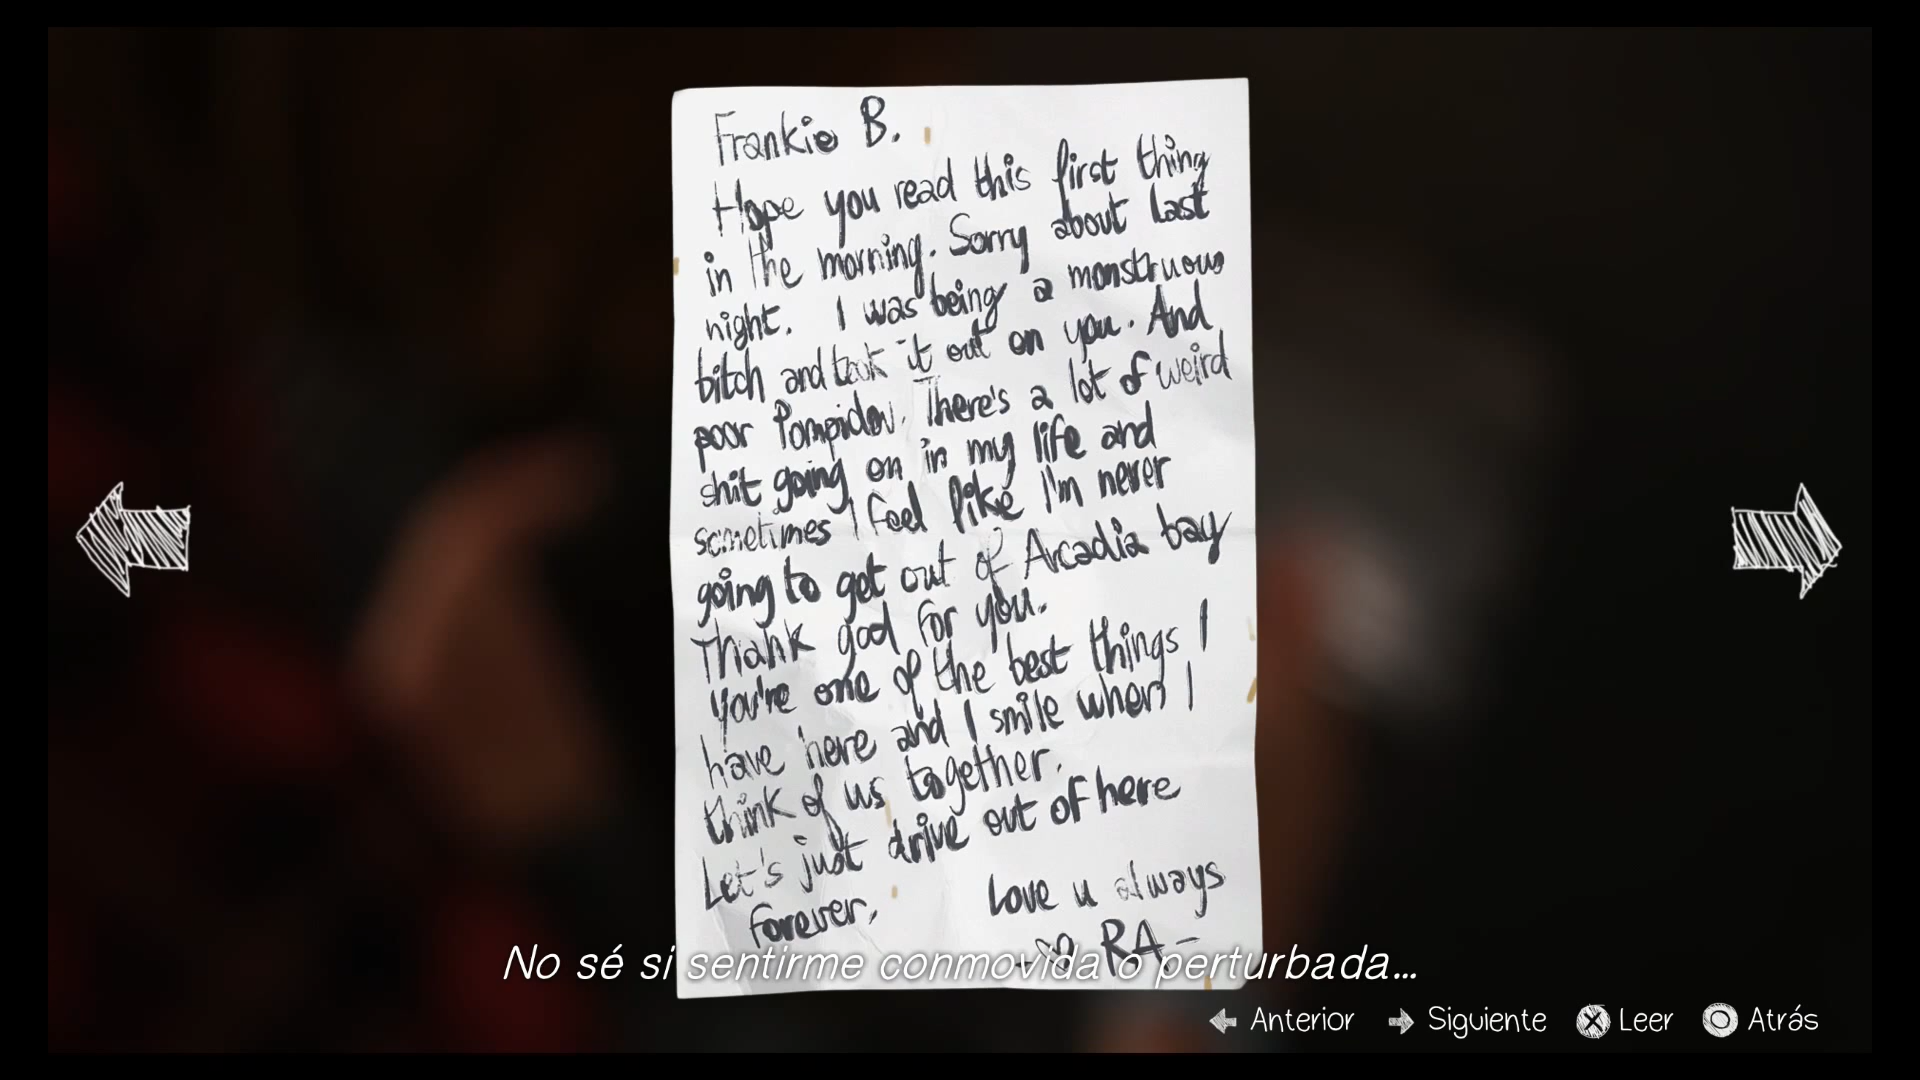 Frankie B.
Hope you read this first thing
in the morning. Sorry about last
night. I was being a monstruous
bitch and took it out on you. And
poor Pompidou. There's a lot of weird
shit going on in my life and
sometimes I feel like I'm never
going to get out of Arcadia bay
Thank god for you.
You're one of the best things I
have here and I smile when I
think of us together.
Let's just drive out of here
forever.
Love u always
- ♡ RA -
No sé si sentirme conmovida o perturbada...
Anterior Siguiente Leer Atrás